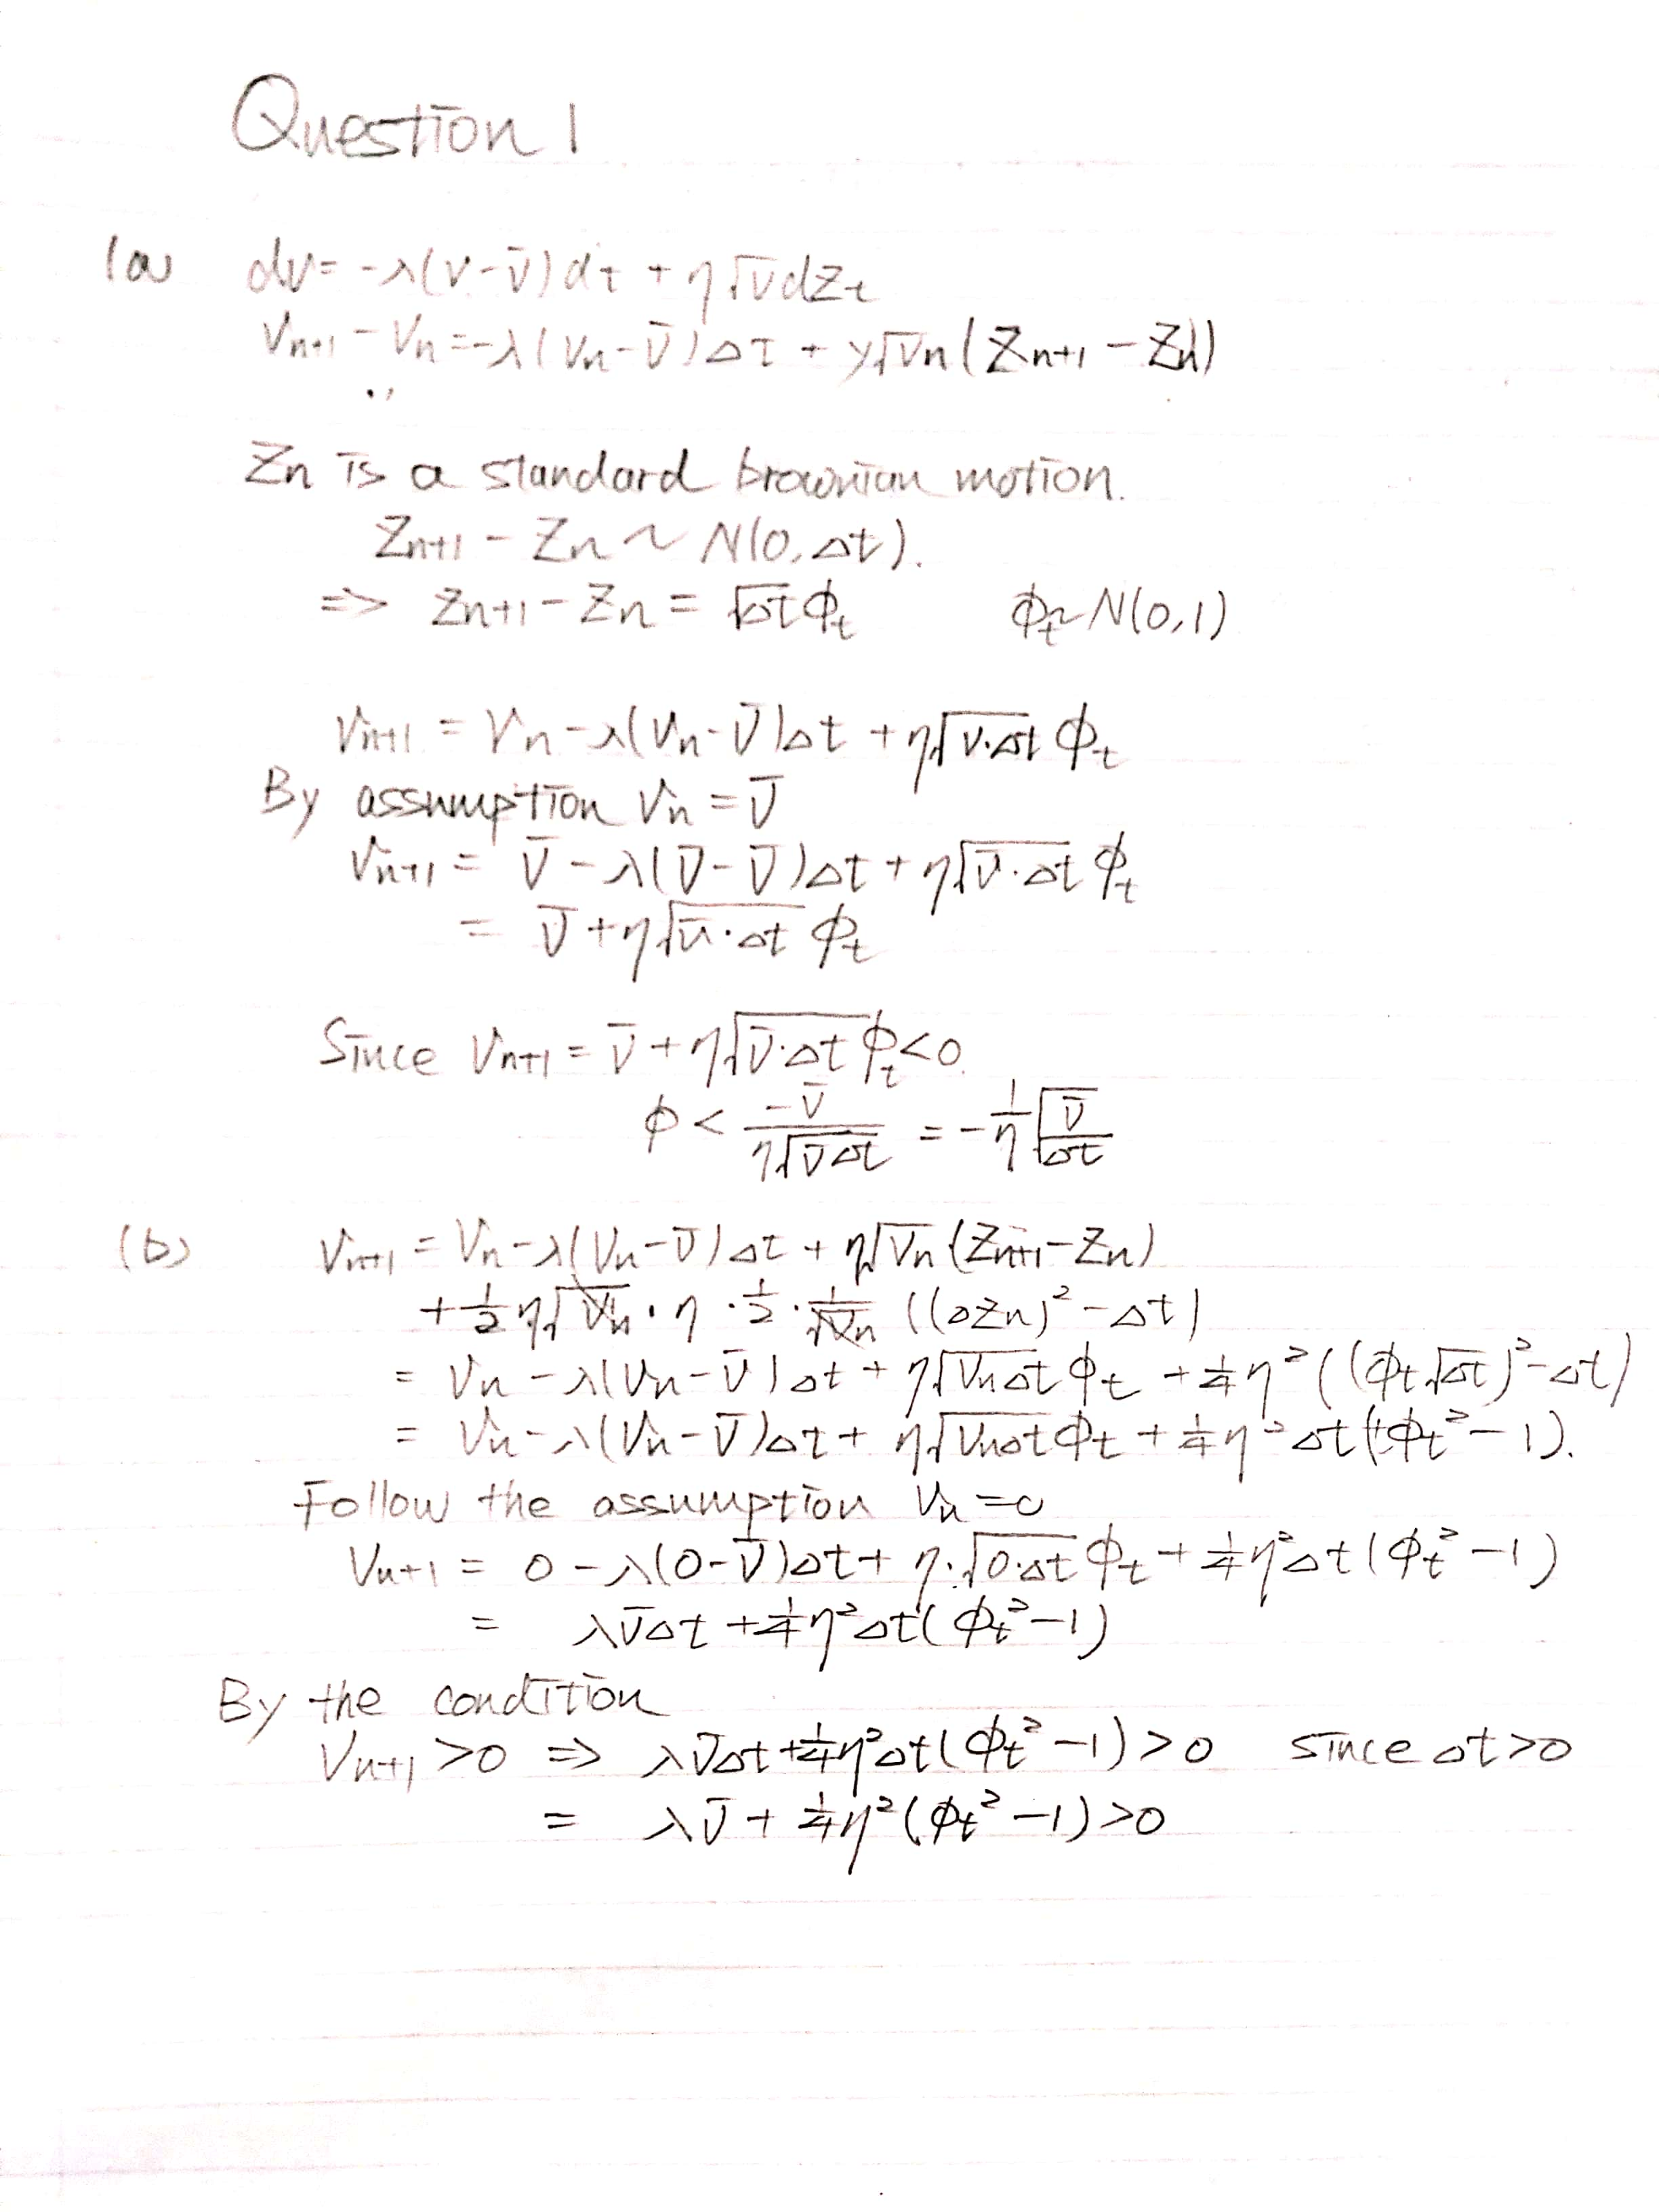 Question 1
(a) dv = -λ(v-v̄)dt + η√v dZt
Vn+1 - Vn = -λ(Vn-v̄)Δt + γ√vn (Zn+1 - Zn)
Zn is a standard brownian motion.
Zn+1 - Zn ~ N(0, Δt).
=> Zn+1 - Zn = √Δt ϕt   ϕt ~ N(0,1)
Vn+1 = Vn - λ(Vn-v̄)Δt + η√(v·Δt) ϕt
By assumption Vn = v̄
Vn+1 = v̄ - λ(v̄-v̄)Δt + η√(v̄·Δt) ϕt
= v̄ + η√(v̄·Δt) ϕt
Since Vn+1 = v̄ + η√(v̄·Δt) ϕt < 0.
ϕ < -v̄/(η√(v̄Δt)) = -1/η √(v̄/Δt)
(b) Vn+1 = Vn - λ(Vn-v̄)Δt + η√Vn (Zn+1-Zn)
+ 1/2 η√Vn · η · 1/2 · 1/√Vn ((ΔZn)² - Δt)
= Vn - λ(Vn-v̄)Δt + η√(VnΔt) ϕt + 1/4 η² ((ϕt√Δt)² - Δt)
= Vn - λ(Vn-v̄)Δt + η√(VnΔt) ϕt + 1/4 η² Δt (ϕt² - 1).
Follow the assumption Vn = 0
Vn+1 = 0 - λ(0-v̄)Δt + η·√(0·Δt) ϕt + 1/4 η²Δt (ϕt² - 1)
= λv̄Δt + 1/4 η²Δt (ϕt² - 1)
By the condition
Vn+1 > 0 => λv̄Δt + 1/4 η²Δt (ϕt² - 1) > 0   since Δt > 0
= λv̄ + 1/4 η² (ϕt² - 1) > 0